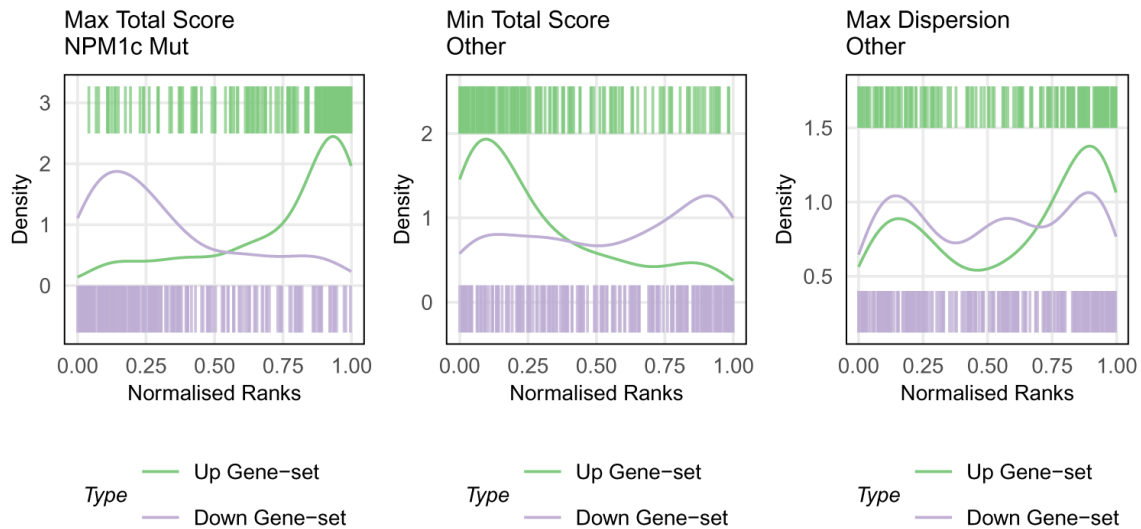 Max Total Score
NPM1c Mut
Density
3
2
1
0
0.00 0.25 0.50 0.75 1.00
Normalised Ranks
Type
Up Gene−set
Down Gene−set
Min Total Score
Other
Density
2
1
0
0.00 0.25 0.50 0.75 1.00
Normalised Ranks
Type
Up Gene−set
Down Gene−set
Max Dispersion
Other
Density
1.5
1.0
0.5
0.00 0.25 0.50 0.75 1.00
Normalised Ranks
Type
Up Gene−set
Down Gene−set